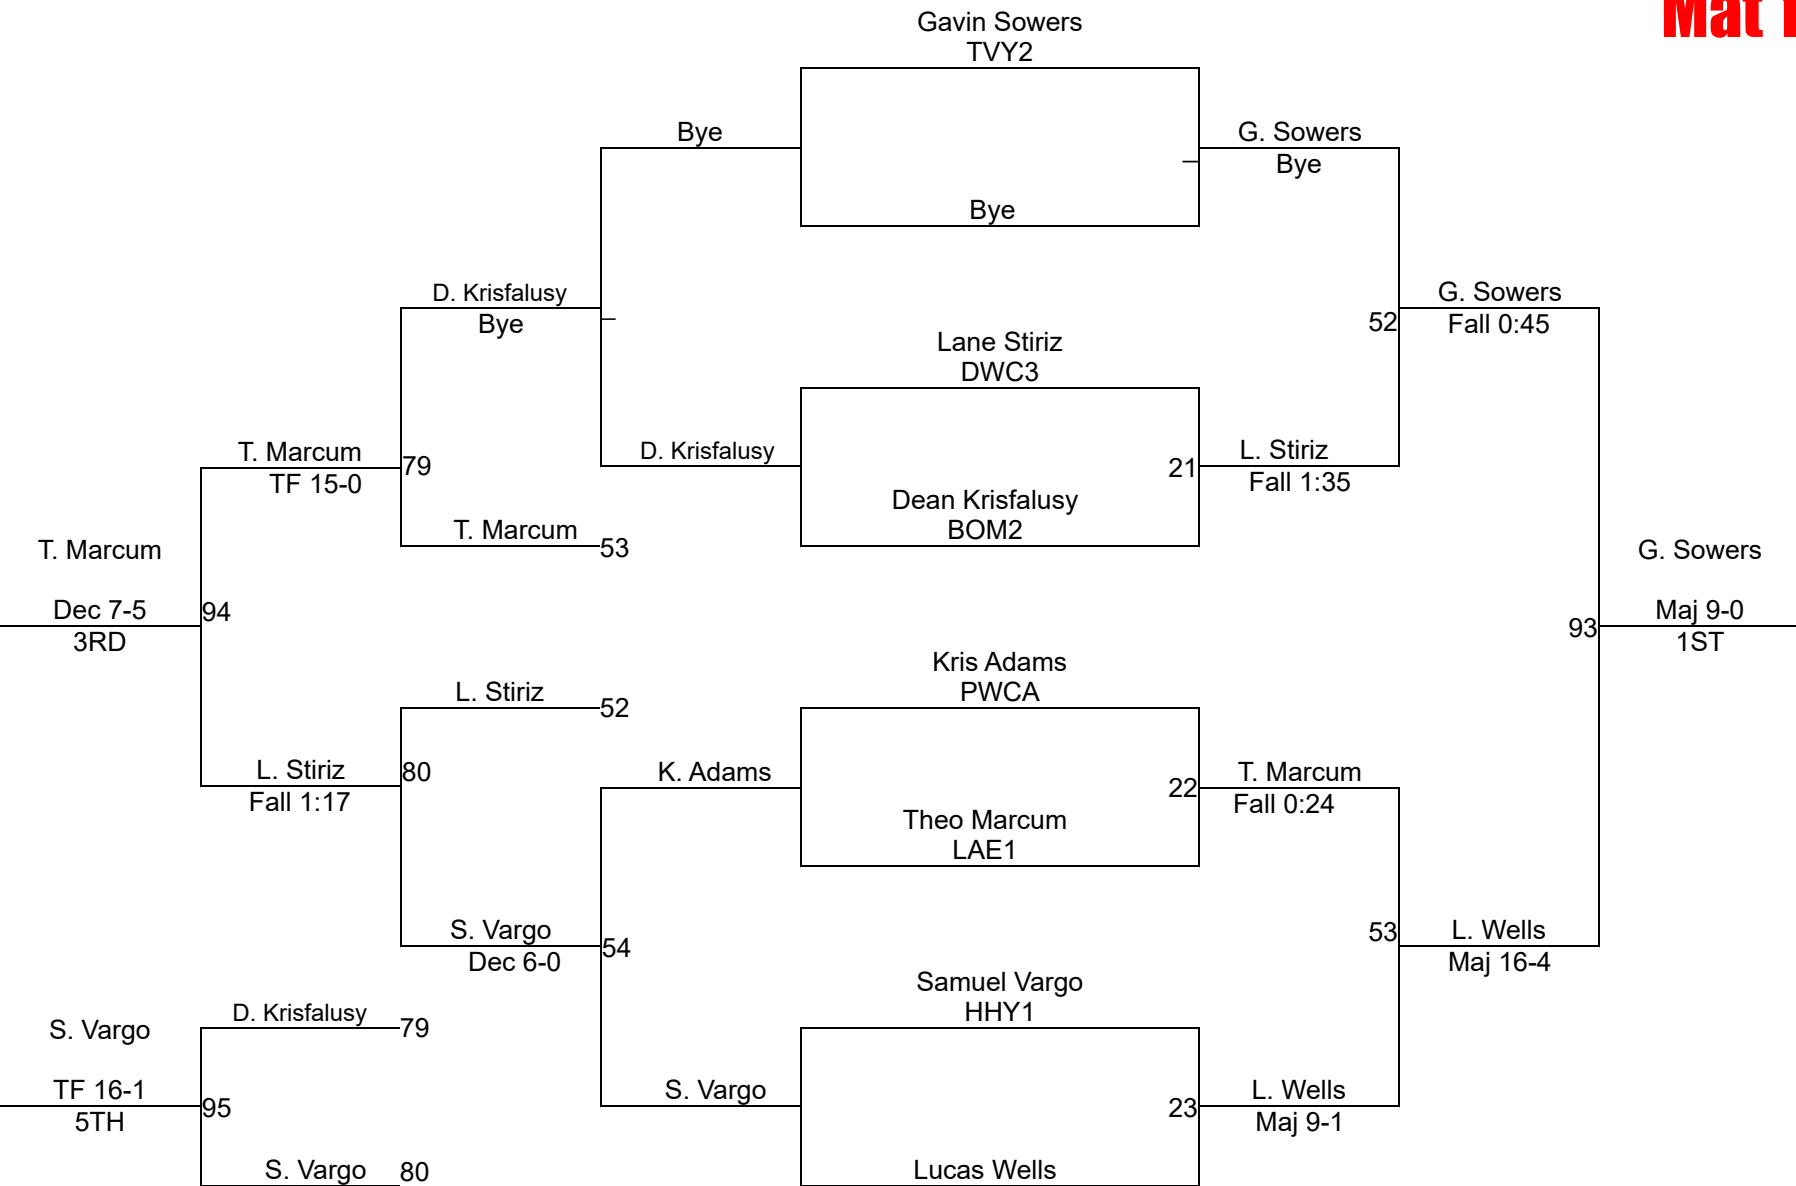 Mat 1
Gavin Sowers
TVY2
Bye
G. Sowers
Bye
Bye
D. Krisfalusy
Bye
G. Sowers
52
Fall 0:45
Lane Stiriz
DWC3
T. Marcum
79
TF 15-0
D. Krisfalusy
21
L. Stiriz
Fall 1:35
Dean Krisfalusy
BOM2
T. Marcum
53
T. Marcum
G. Sowers
Dec 7-5
94
3RD
Maj 9-0
93
1ST
Kris Adams
PWCA
L. Stiriz
52
L. Stiriz
80
Fall 1:17
K. Adams
22
T. Marcum
Fall 0:24
Theo Marcum
LAE1
S. Vargo
54
Dec 6-0
53
L. Wells
Maj 16-4
Samuel Vargo
HHY1
D. Krisfalusy
79
S. Vargo
TF 16-1
95
5TH
S. Vargo
23
L. Wells
Maj 9-1
S. Vargo
80
Lucas Wells